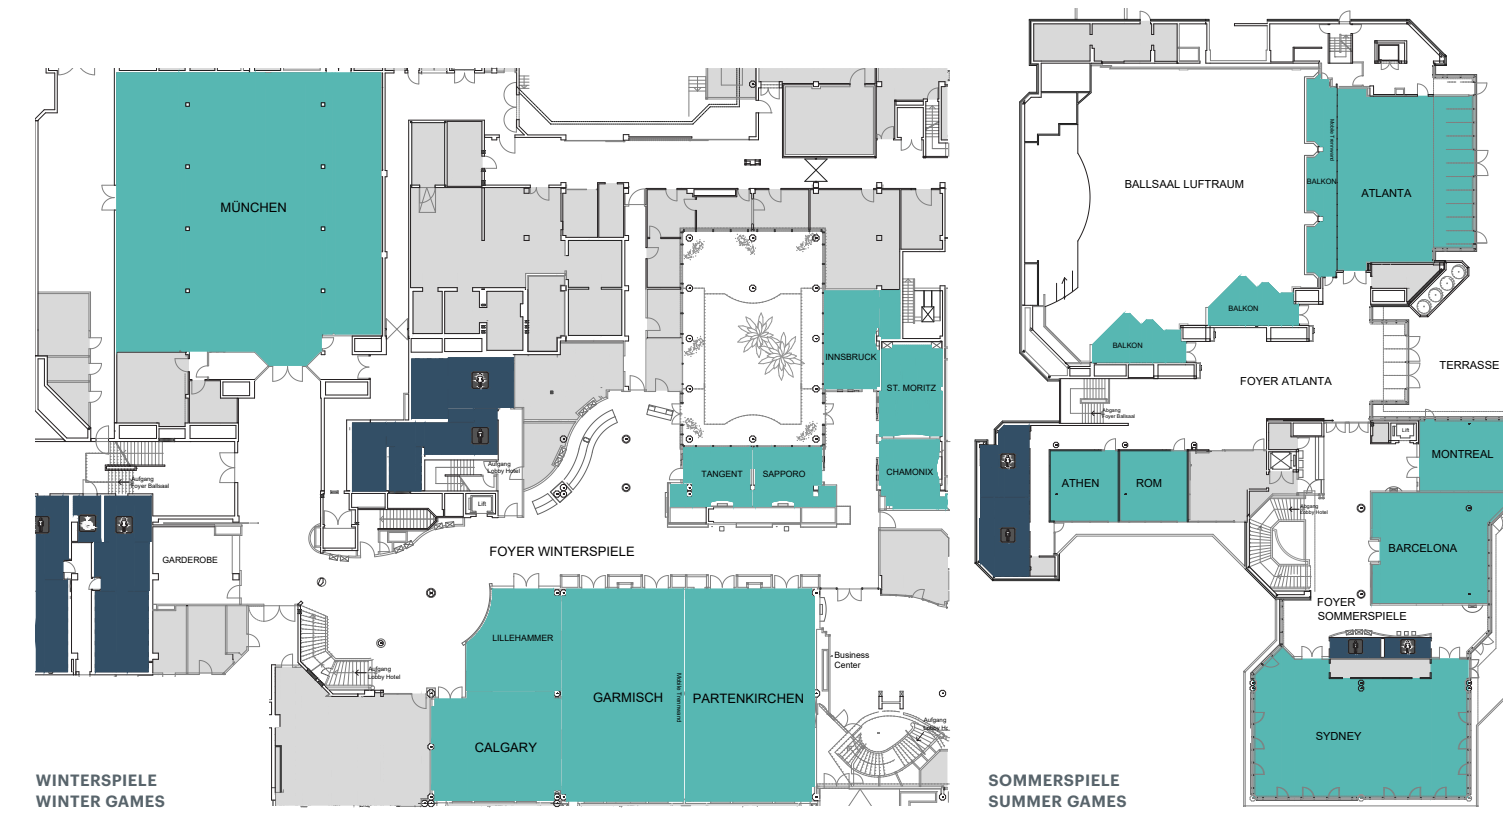 MÜNCHEN
INNSBRUCK
ST. MORITZ
Aufgang
Lobby Hotel
TANGENT
SAPPORO
CHAMONIX
Aufgang
Foyer Ballsaal
Lift
FOYER WINTERSPIELE
GARDEROBE
LILLEHAMMER
Aufgang
Lobby Hotel
Business
Center
GARMISCH
Mobile Trennwand
PARTENKIRCHEN
CALGARY
Aufgang
Lobby Ho
WINTERSPIELE
WINTER GAMES
Mobile Trennwand
BALLSAAL LUFTRAUM
BALKON
ATLANTA
BALKON
BALKON
TERRASSE
FOYER ATLANTA
Abgang
Foyer Ballsaal
Lift
MONTREAL
ATHEN
ROM
Abgang
Lobby Hotel
BARCELONA
FOYER
SOMMERSPIELE
SYDNEY
SOMMERSPIELE
SUMMER GAMES